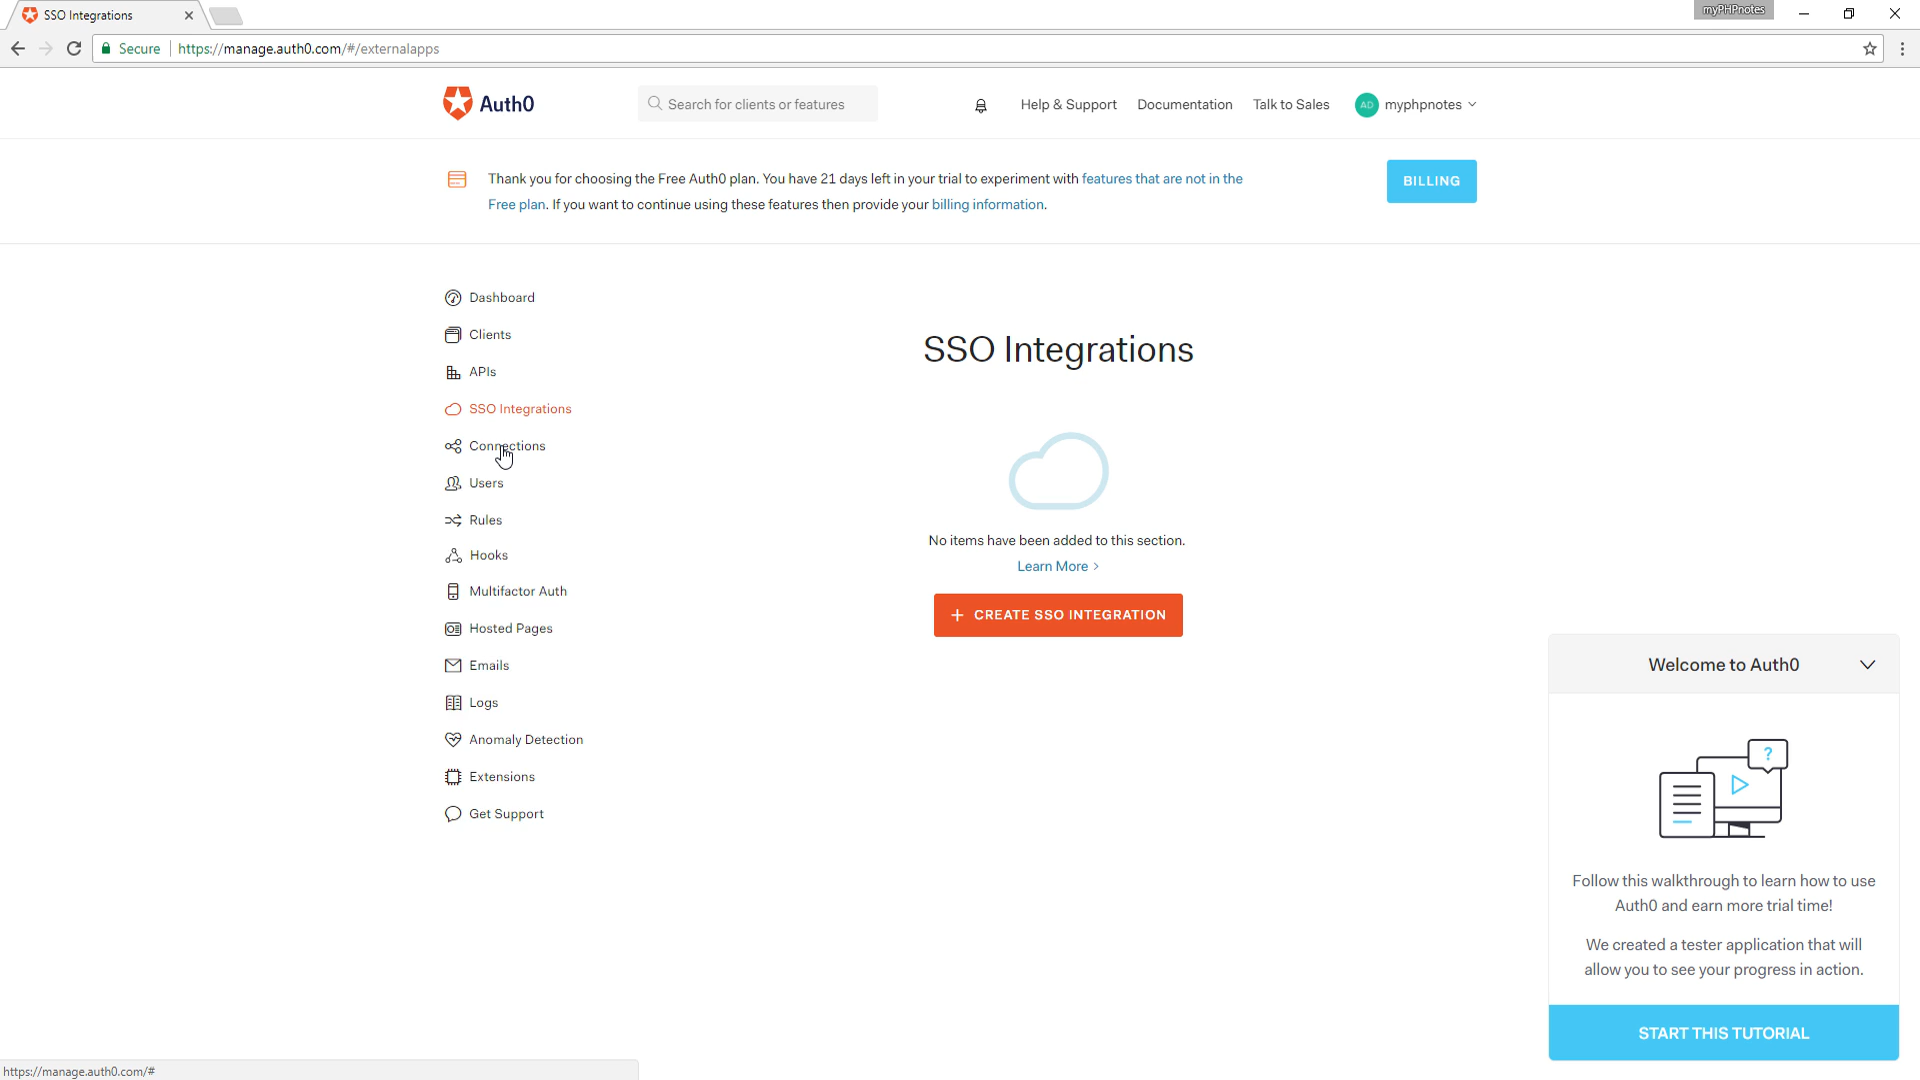 SSO Integrations
myPHPnotes
Secure
https://manage.auth0.com/#/externalapps
Auth0
Search for clients or features
Help & Support
Documentation
Talk to Sales
AD
myphpnotes
Thank you for choosing the Free Auth0 plan. You have 21 days left in your trial to experiment with features that are not in the
Free plan. If you want to continue using these features then provide your billing information.
BILLING
Dashboard
Clients
APIs
SSO Integrations
Connections
Users
Rules
Hooks
Multifactor Auth
Hosted Pages
Emails
Logs
Anomaly Detection
Extensions
Get Support
SSO Integrations
No items have been added to this section.
Learn More >
+ CREATE SSO INTEGRATION
Welcome to Auth0
?
Follow this walkthrough to learn how to use
Auth0 and earn more trial time!
We created a tester application that will
allow you to see your progress in action.
START THIS TUTORIAL
https://manage.auth0.com/#